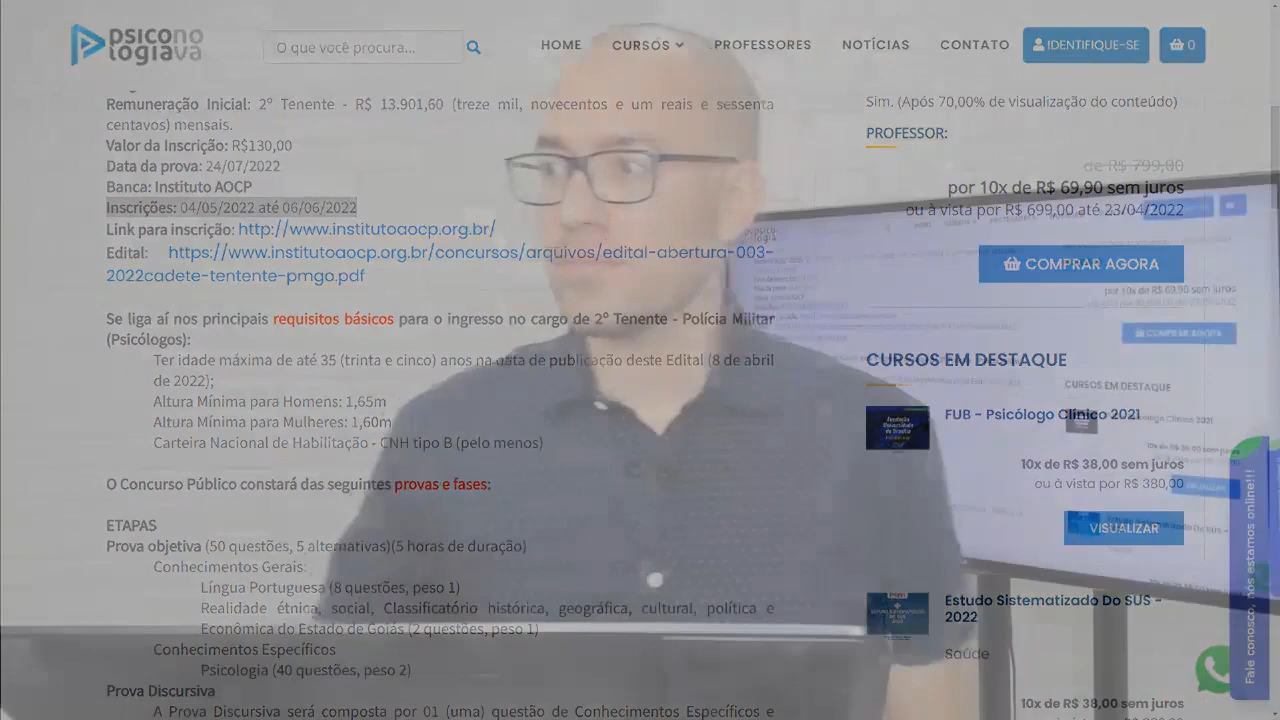 psicono
logiava
O que você procura...
HOME
CURSOS
PROFESSORES
NOTÍCIAS
CONTATO
IDENTIFIQUE-SE
0
Remuneração Inicial: 2º Tenente - R$ 13.901,60 (treze mil, novecentos e um reais e sessenta
centavos) mensais.
Valor da Inscrição: R$130,00
Data da prova: 24/07/2022
Banca: Instituto AOCP
Inscrições: 04/05/2022 até 06/06/2022
Link para inscrição: http://www.institutoaocp.org.br/
Edital: https://www.institutoaocp.org.br/concursos/arquivos/edital-abertura-003-
2022cadete-tentente-pmgo.pdf
Se liga aí nos principais requisitos básicos para o ingresso no cargo de 2º Tenente - Polícia Militar
(Psicólogos):
Ter idade máxima de até 35 (trinta e cinco) anos na data de publicação deste Edital (8 de abril
de 2022);
Altura Mínima para Homens: 1,65m
Altura Mínima para Mulheres: 1,60m
Carteira Nacional de Habilitação - CNH tipo B (pelo menos)
O Concurso Público constará das seguintes provas e fases:
ETAPAS
Prova objetiva (50 questões, 5 alternativas)(5 horas de duração)
Conhecimentos Gerais:
Língua Portuguesa (8 questões, peso 1)
Realidade étnica, social, Classificatório histórica, geográfica, cultural, política e
Econômica do Estado de Goiás (2 questões, peso 1)
Conhecimentos Específicos
Psicologia (40 questões, peso 2)
Prova Discursiva
A Prova Discursiva será composta por 01 (uma) questão de Conhecimentos Específicos e
Sim. (Após 70,00% de visualização do conteúdo)
PROFESSOR:
de R$ 799,00
por 10x de R$ 69,90 sem juros
ou à vista por R$ 699,00 até 23/04/2022
COMPRAR AGORA
por 10x de R$ 69,90 sem juros
COMPRAR AGORA
CURSOS EM DESTAQUE
CURSOS EM DESTAQUE
FUB - Psicólogo Clínico 2021
10x de R$ 38,00 sem juros
ou à vista por R$ 380,00
VISUALIZAR
Estudo Sistematizado Do SUS -
2022
Saúde
10x de R$ 38,00 sem juros
Fale conosco, nós estamos online!!!